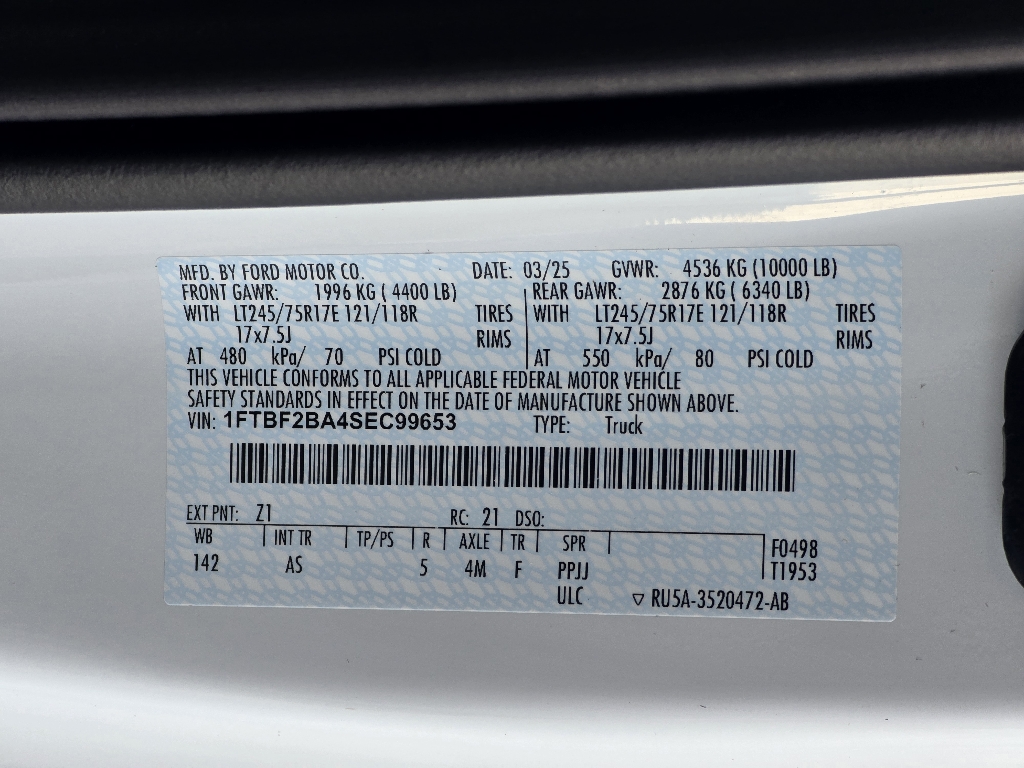 MFD. BY FORD MOTOR CO. DATE: 03/25 GVWR: 4536 KG (10000 LB)
FRONT GAWR: 1996 KG ( 4400 LB) REAR GAWR: 2876 KG ( 6340 LB)
WITH LT245/75R17E 121/118R TIRES WITH LT245/75R17E 121/118R TIRES
17x7.5J RIMS 17x7.5J RIMS
AT 480 kPa/ 70 PSI COLD AT 550 kPa/ 80 PSI COLD
THIS VEHICLE CONFORMS TO ALL APPLICABLE FEDERAL MOTOR VEHICLE
SAFETY STANDARDS IN EFFECT ON THE DATE OF MANUFACTURE SHOWN ABOVE.
VIN: 1FTBF2BA4SEC99653 TYPE: Truck
EXT PNT: Z1 RC: 21 DSO:
WB INT TR TP/PS R AXLE TR SPR F0498
142 AS 5 4M F PPJJ T1953
ULC ▽ RU5A-3520472-AB